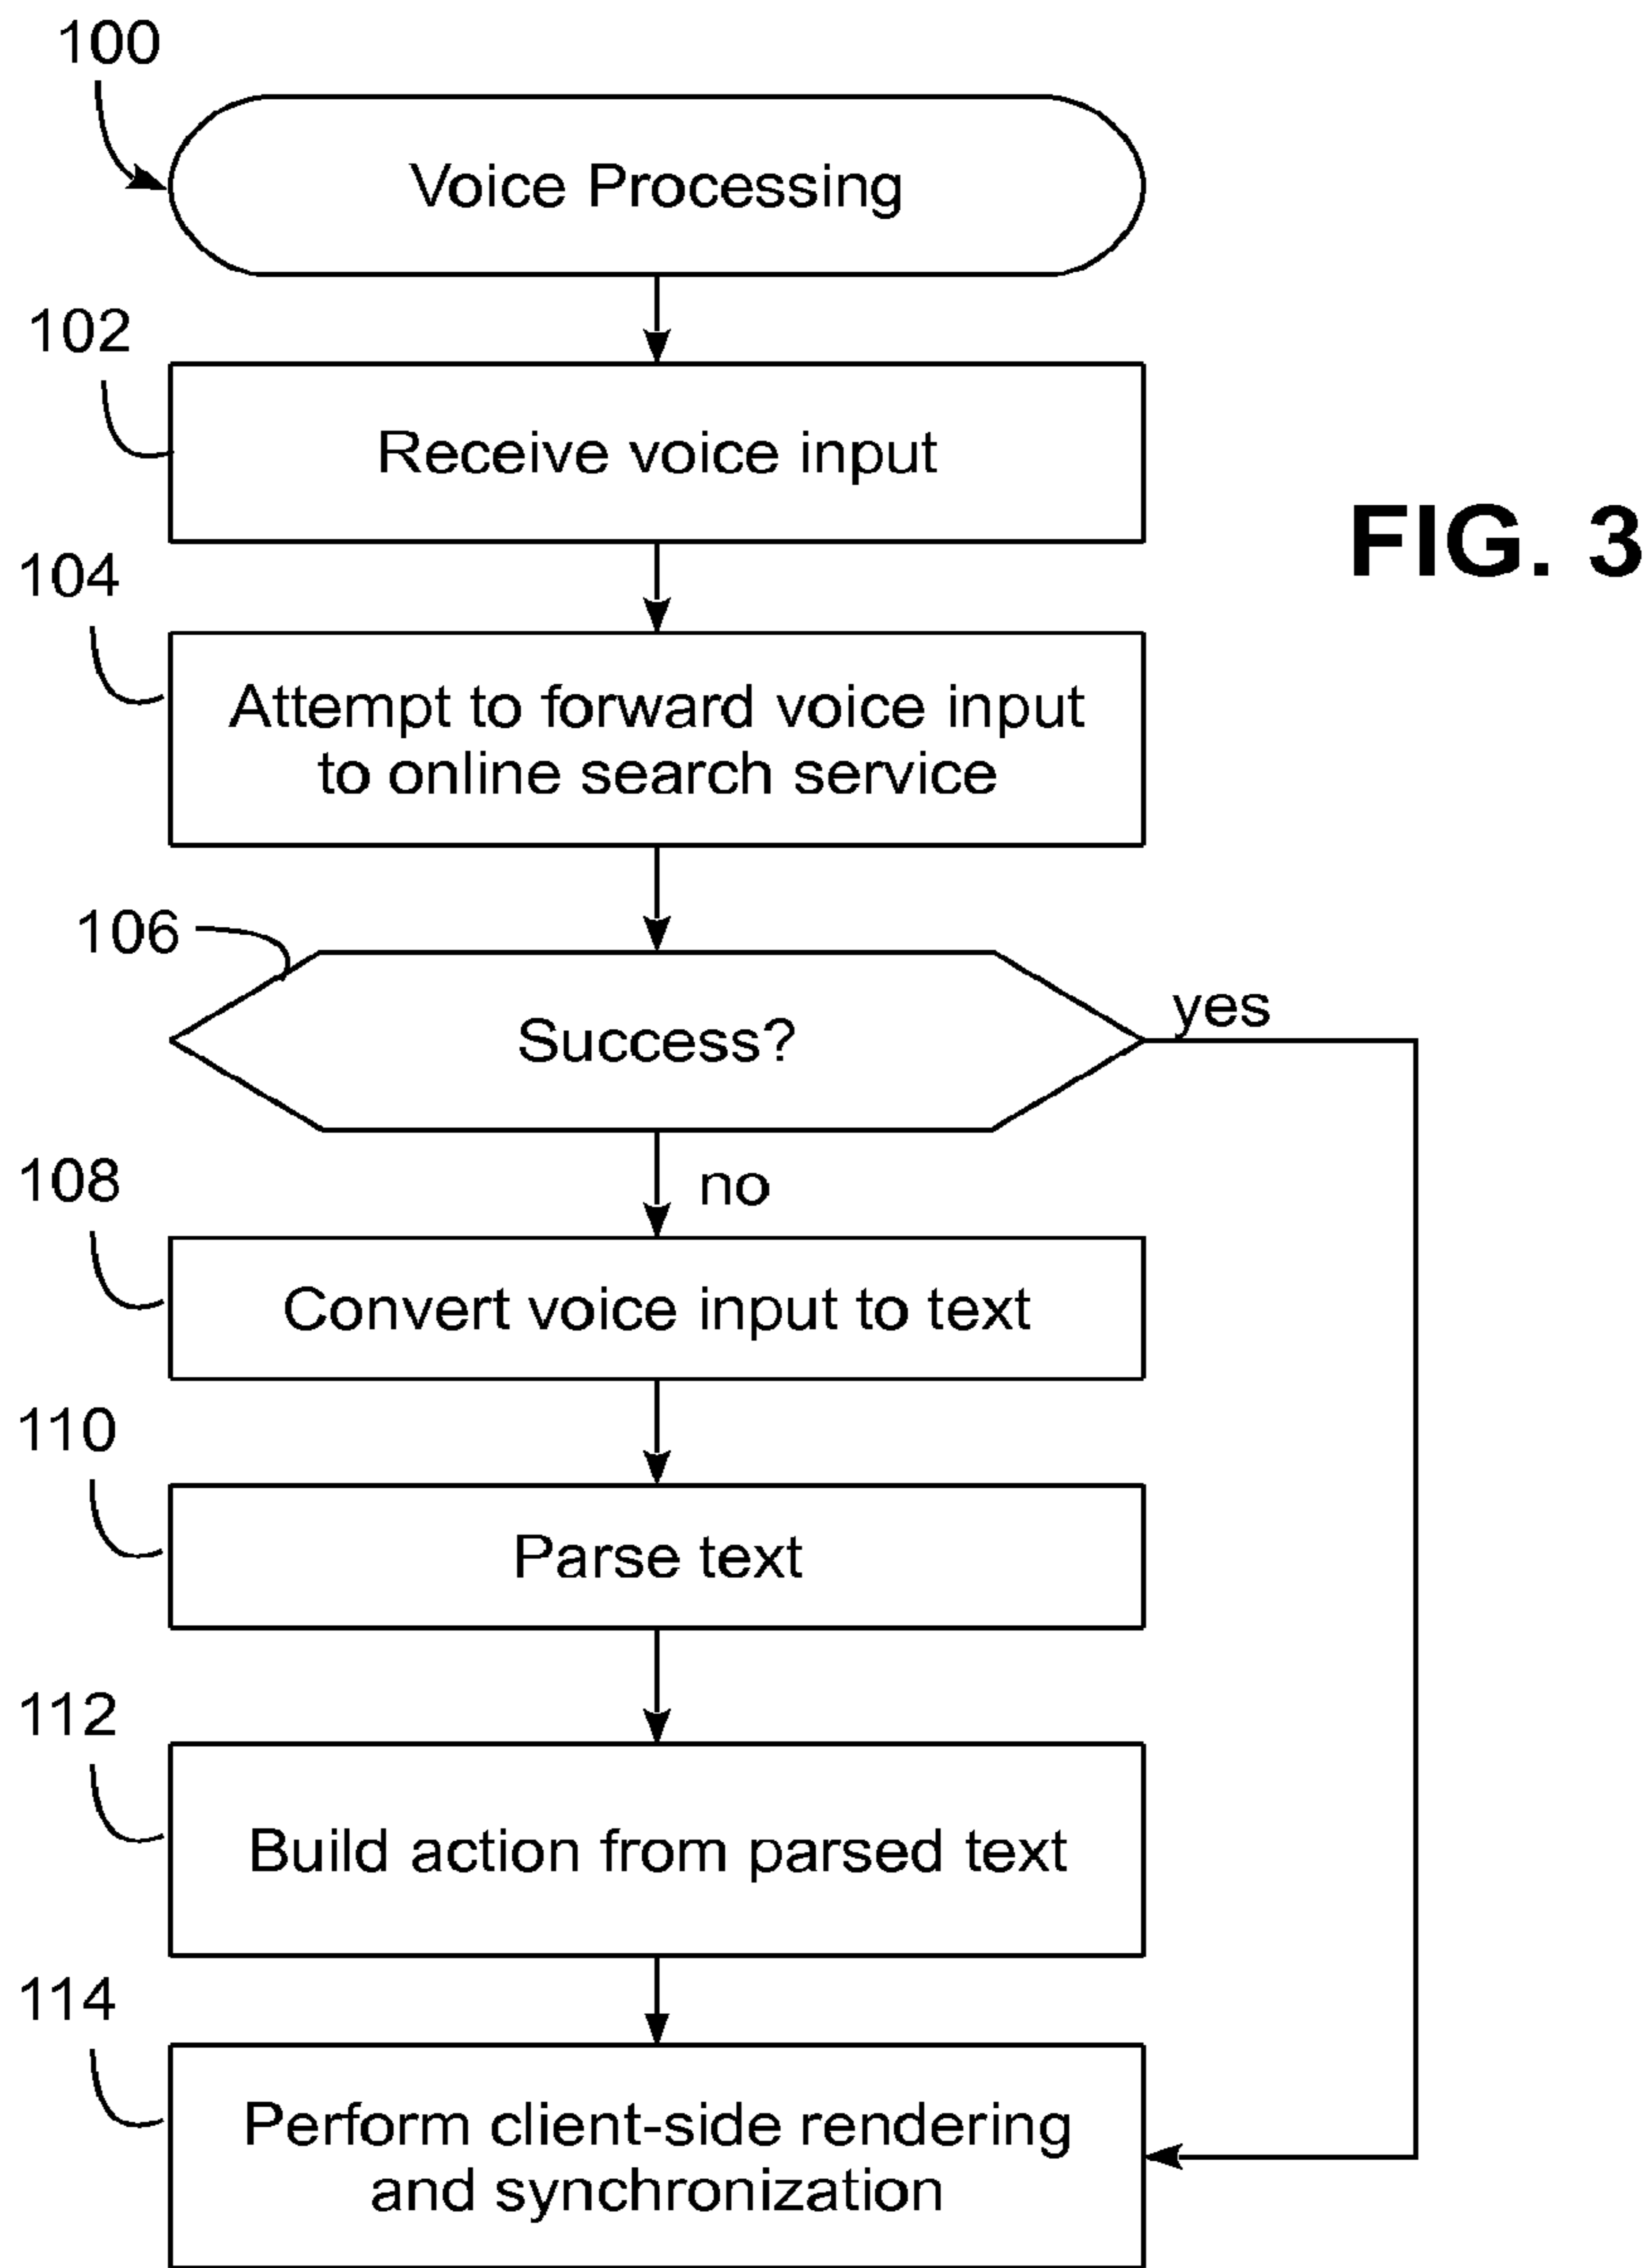 100
Voice Processing
102
Receive voice input
FIG. 3
104
Attempt to forward voice input
to online search service
106
Success?
yes
no
108
Convert voice input to text
110
Parse text
112
Build action from parsed text
114
Perform client-side rendering
and synchronization